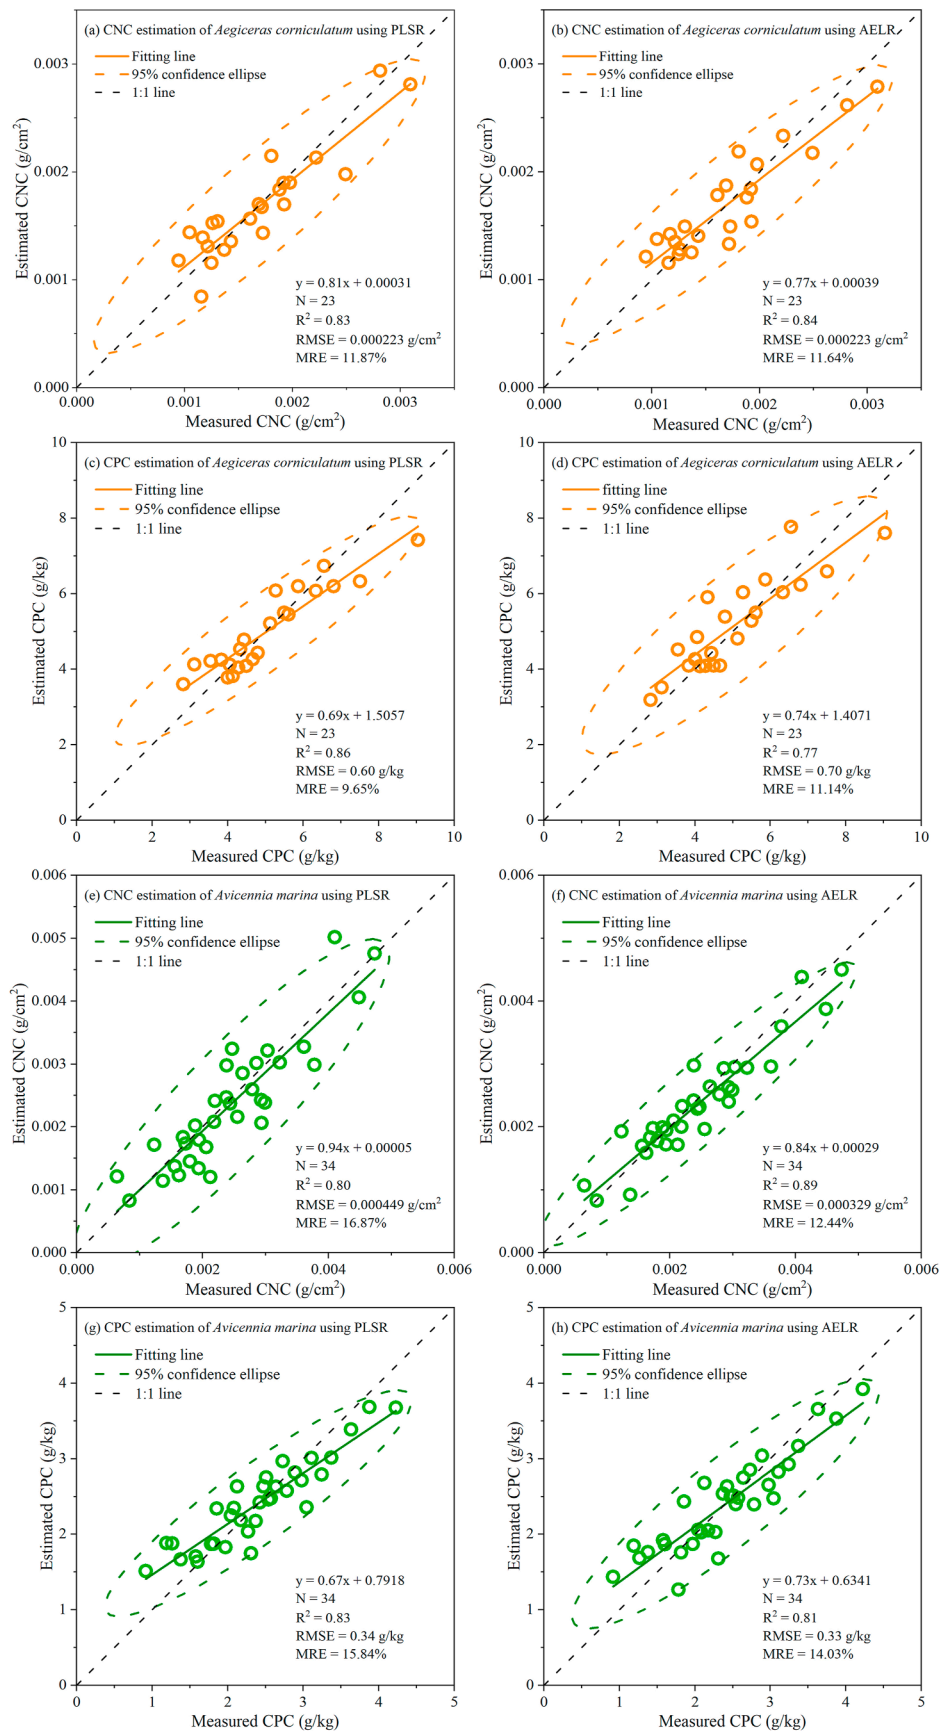 (a) CNC estimation of Aegiceras corniculatum using PLSR
Fitting line
95% confidence ellipse
1:1 line
y = 0.81x + 0.00031
N = 23
R² = 0.83
RMSE = 0.000223 g/cm²
MRE = 11.87%
0.003
0.002
0.001
0.000
0.000
0.001
0.002
0.003
Estimated CNC (g/cm²)
Measured CNC (g/cm²)
(b) CNC estimation of Aegiceras corniculatum using AELR
Fitting line
95% confidence ellipse
1:1 line
y = 0.77x + 0.00039
N = 23
R² = 0.84
RMSE = 0.000223 g/cm²
MRE = 11.64%
0.003
0.002
0.001
0.000
0.000
0.001
0.002
0.003
Estimated CNC (g/cm²)
Measured CNC (g/cm²)
(c) CPC estimation of Aegiceras corniculatum using PLSR
Fitting line
95% confidence ellipse
1:1 line
y = 0.69x + 1.5057
N = 23
R² = 0.86
RMSE = 0.60 g/kg
MRE = 9.65%
10
8
6
4
2
0
0
2
4
6
8
10
Estimated CPC (g/kg)
Measured CPC (g/kg)
(d) CPC estimation of Aegiceras corniculatum using AELR
fitting line
95% confidence ellipse
1:1 line
y = 0.74x + 1.4071
N = 23
R² = 0.77
RMSE = 0.70 g/kg
MRE = 11.14%
10
8
6
4
2
0
0
2
4
6
8
10
Estimated CPC (g/kg)
Measured CPC (g/kg)
(e) CNC estimation of Avicennia marina using PLSR
Fitting line
95% confidence ellipse
1:1 line
y = 0.94x + 0.00005
N = 34
R² = 0.80
RMSE = 0.000449 g/cm²
MRE = 16.87%
0.006
0.005
0.004
0.003
0.002
0.001
0.000
0.000
0.002
0.004
0.006
Estimated CNC (g/cm²)
Measured CNC (g/cm²)
(f) CNC estimation of Avicennia marina using AELR
Fitting line
95% confidence ellipse
1:1 line
y = 0.84x + 0.00029
N = 34
R² = 0.89
RMSE = 0.000329 g/cm²
MRE = 12.44%
0.006
0.004
0.002
0.000
0.000
0.002
0.004
0.006
Estimated CNC (g/cm²)
Measured CNC (g/cm²)
(g) CPC estimation of Avicennia marina using PLSR
Fitting line
95% confidence ellipse
1:1 line
y = 0.67x + 0.7918
N = 34
R² = 0.83
RMSE = 0.34 g/kg
MRE = 15.84%
5
4
3
2
1
0
0
1
2
3
4
5
Estimated CPC (g/kg)
Measured CPC (g/kg)
(h) CPC estimation of Avicennia marina using AELR
Fitting line
95% confidence ellipse
1:1 line
y = 0.73x + 0.6341
N = 34
R² = 0.81
RMSE = 0.33 g/kg
MRE = 14.03%
5
4
3
2
1
0
0
1
2
3
4
5
Estimated CPC (g/kg)
Measured CPC (g/kg)